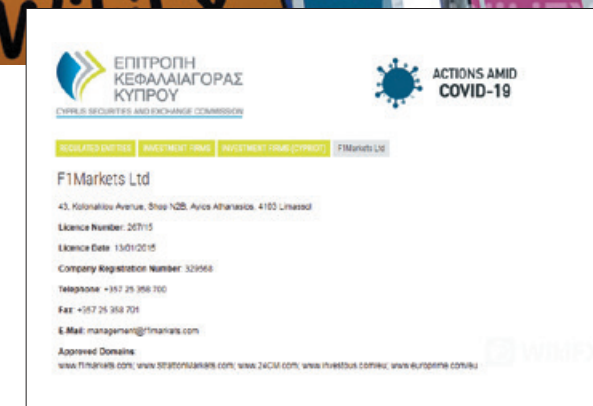 ΕΠΙΤΡΟΠΗ
ΚΕΦΑΛΑΙΑΓΟΡΑΣ
ΚΥΠΡΟΥ
CYPRUS SECURITIES AND EXCHANGE COMMISSION
ACTIONS AMID
COVID-19
REGULATED ENTITIES INVESTMENT FIRMS INVESTMENT FIRMS (CYPRIOT) F1Markets Ltd
F1Markets Ltd
43, Kolonakiou Avenue, Shop N2B, Ayios Athanasios, 4103 Limassol
Licence Number: 267/15
Licence Date: 13/01/2015
Company Registration Number: 329568
Telephone: +357 25 358 700
Fax: +357 25 358 701
E.Mail: management@f1markets.com
Approved Domains:
www.f1markets.com; www.StrattonMarkets.com; www.24CM.com; www.investbus.com/eu; www.europrime.com/eu